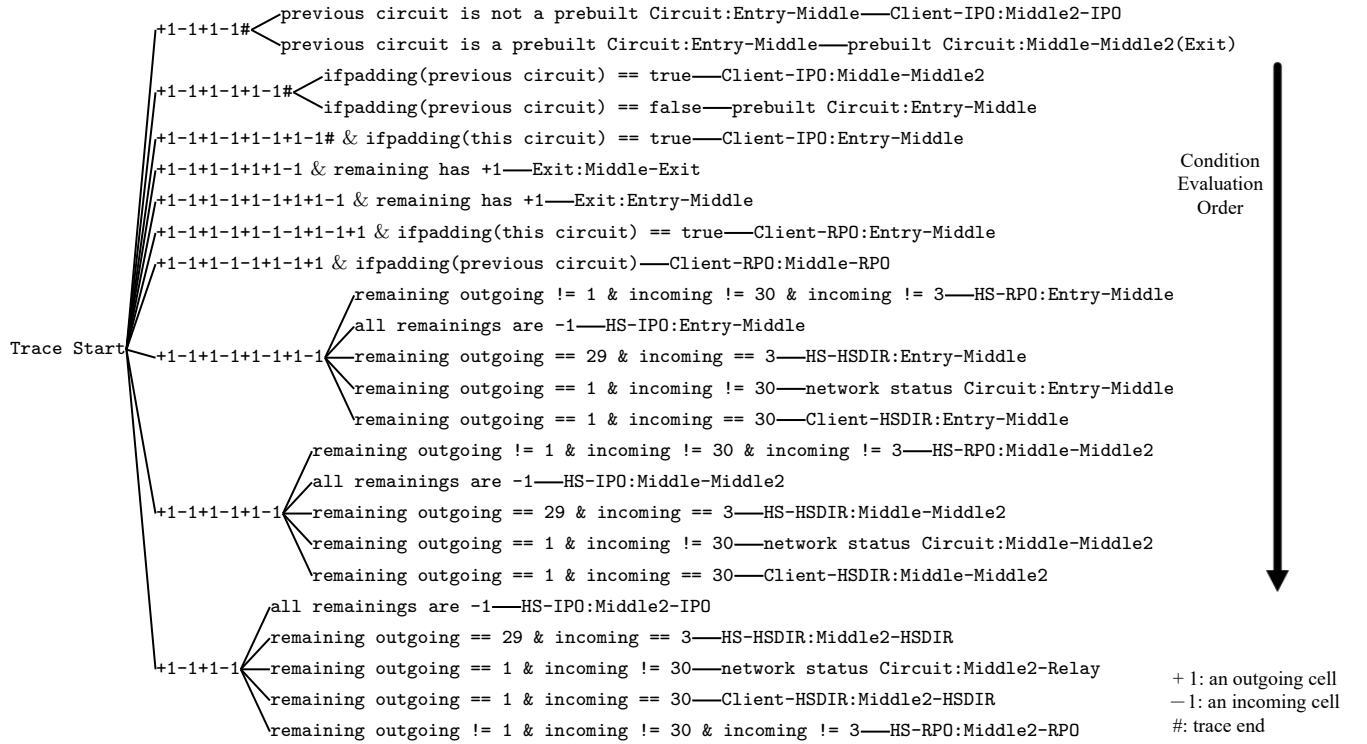 previous circuit is not a prebuilt Circuit:Entry-Middle—Client-IPO:Middle2-IPO
+1-1+1-1#
previous circuit is a prebuilt Circuit:Entry-Middle—prebuilt Circuit:Middle-Middle2(Exit)
ifpadding(previous circuit) == true—Client-IPO:Middle-Middle2
+1-1+1-1+1-1#
ifpadding(previous circuit) == false—prebuilt Circuit:Entry-Middle
+1-1+1-1+1-1+1-1# & ifpadding(this circuit) == true—Client-IPO:Entry-Middle
+1-1+1-1+1+1-1 & remaining has +1—Exit:Middle-Exit
+1-1+1-1+1-1+1+1-1 & remaining has +1—Exit:Entry-Middle
+1-1+1-1+1-1-1+1-1+1 & ifpadding(this circuit) == true—Client-RPO:Entry-Middle
+1-1+1-1-1+1-1+1 & ifpadding(previous circuit)—Client-RPO:Middle-RPO
remaining outgoing != 1 & incoming != 30 & incoming != 3—HS-RPO:Entry-Middle
all remainings are -1—HS-IPO:Entry-Middle
Trace Start
+1-1+1-1+1-1+1-1
remaining outgoing == 29 & incoming == 3—HS-HSDIR:Entry-Middle
remaining outgoing == 1 & incoming != 30—network status Circuit:Entry-Middle
remaining outgoing == 1 & incoming == 30—Client-HSDIR:Entry-Middle
remaining outgoing != 1 & incoming != 30 & incoming != 3—HS-RPO:Middle-Middle2
all remainings are -1—HS-IPO:Middle-Middle2
+1-1+1-1+1-1
remaining outgoing == 29 & incoming == 3—HS-HSDIR:Middle-Middle2
remaining outgoing == 1 & incoming != 30—network status Circuit:Middle-Middle2
remaining outgoing == 1 & incoming == 30—Client-HSDIR:Middle-Middle2
all remainings are -1—HS-IPO:Middle2-IPO
remaining outgoing == 29 & incoming == 3—HS-HSDIR:Middle2-HSDIR
+1-1+1-1
remaining outgoing == 1 & incoming != 30—network status Circuit:Middle2-Relay
remaining outgoing == 1 & incoming == 30—Client-HSDIR:Middle2-HSDIR
remaining outgoing != 1 & incoming != 30 & incoming != 3—HS-RPO:Middle2-RPO
Condition
Evaluation
Order
+ 1: an outgoing cell
− 1: an incoming cell
#: trace end